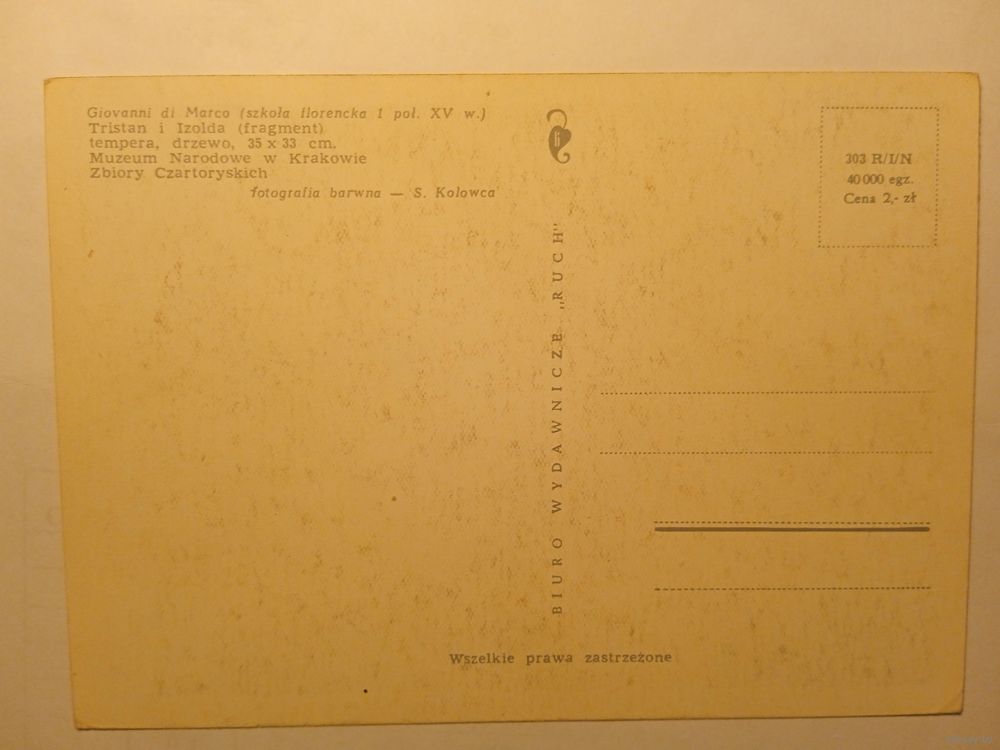 Giovanni di Marco (szkoła florencka I poł. XV w.)
Tristan i Izolda (fragment)
tempera, drzewo, 35 x 33 cm.
Muzeum Narodowe w Krakowie
Zbiory Czartoryskich
fotografia barwna — S. Kolowca
BIURO WYDAWNICZE „RUCH"
303 R/I/N
40 000 egz.
Cena 2,- zł
Wszelkie prawa zastrzeżone